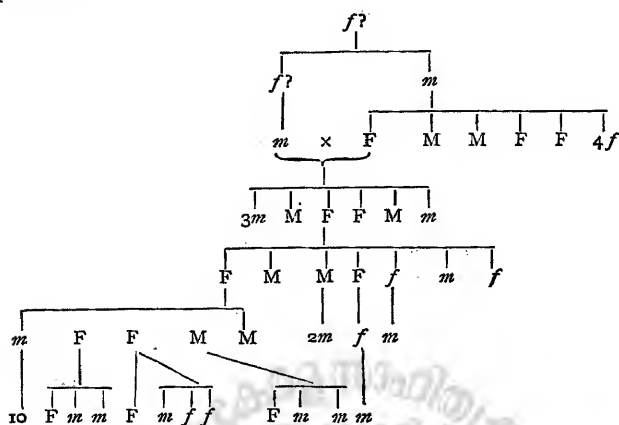 f?
f? m
m × F M M F F 4f
3m M F F M m
F M M F f m f
m F F M M 2m f m
10 F m m F m f f F m m m